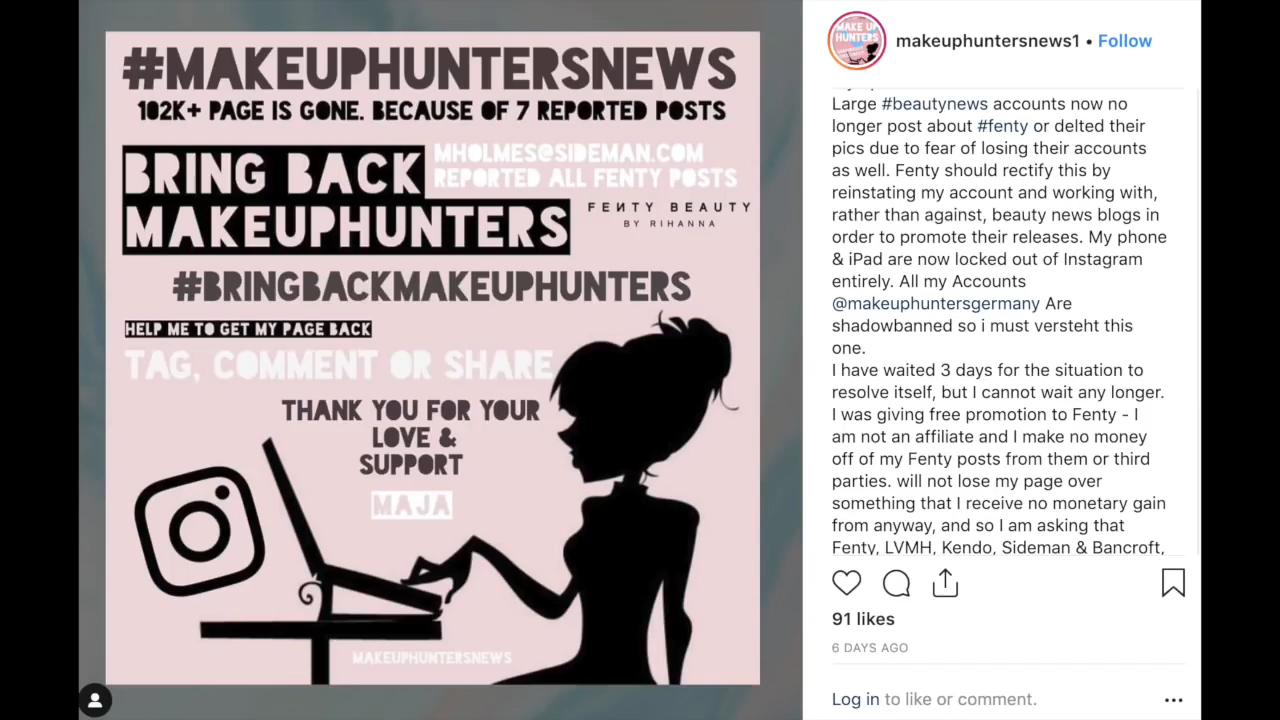 #MAKEUPHUNTERSNEWS
102K+ PAGE IS GONE. BECAUSE OF 7 REPORTED POSTS
BRING BACK
MAKEUPHUNTERS
MHOLMES@SIDEMAN.COM
REPORTED ALL FENTY POSTS
FEИTY BEAUTY
BY RIHANNA
#BRINGBACKMAKEUPHUNTERS
HELP ME TO GET MY PAGE BACK
TAG, COMMENT OR SHARE
THANK YOU FOR YOUR
LOVE &
SUPPORT
MAJA
MAKEUPHUNTERSNEWS
MAKE UP
HUNTERS
makeuphuntersnews1 • Follow
Large #beautynews accounts now no
longer post about #fenty or delted their
pics due to fear of losing their accounts
as well. Fenty should rectify this by
reinstating my account and working with,
rather than against, beauty news blogs in
order to promote their releases. My phone
& iPad are now locked out of Instagram
entirely. All my Accounts
@makeuphuntersgermany Are
shadowbanned so i must versteht this
one.
I have waited 3 days for the situation to
resolve itself, but I cannot wait any longer.
I was giving free promotion to Fenty - I
am not an affiliate and I make no money
off of my Fenty posts from them or third
parties. will not lose my page over
something that I receive no monetary gain
from anyway, and so I am asking that
Fenty, LVMH, Kendo, Sideman & Bancroft,
91 likes
6 DAYS AGO
Log in to like or comment.